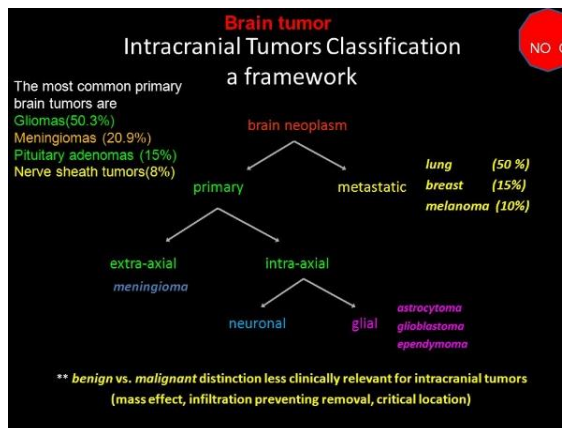 Brain tumor
Intracranial Tumors Classification
a framework
NO
The most common primary
brain tumors are
Gliomas(50.3%)
Meningiomas (20.9%)
Pituitary adenomas (15%)
Nerve sheath tumors(8%)
brain neoplasm
primary
metastatic
lung (50 %)
breast (15%)
melanoma (10%)
extra-axial
intra-axial
meningioma
neuronal
glial
astrocytoma
glioblastoma
ependymoma
** benign vs. malignant distinction less clinically relevant for intracranial tumors
(mass effect, infiltration preventing removal, critical location)